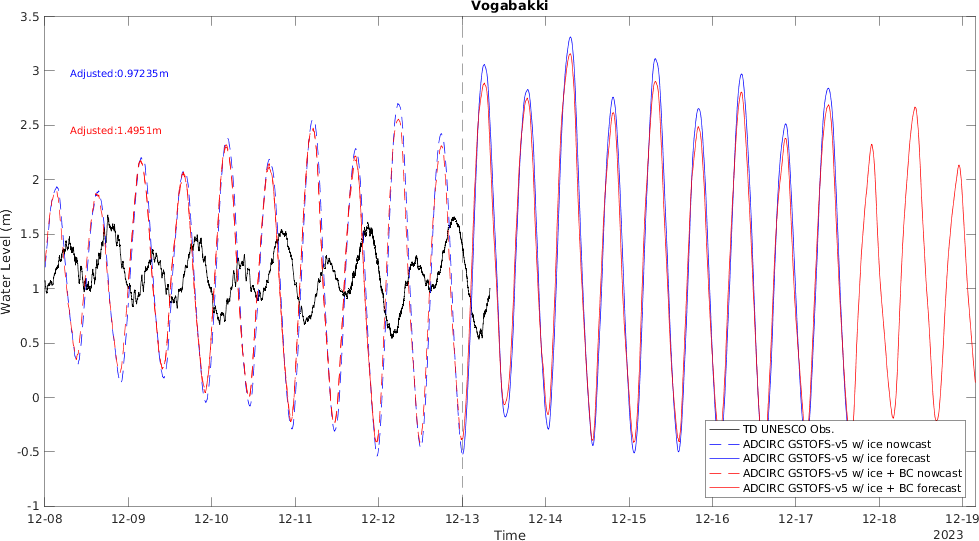 Vogabakki
3.5
3
2.5
2
1.5
1
0.5
0
-0.5
-1
Water Level (m)
Adjusted:0.97235m
Adjusted:1.4951m
TD UNESCO Obs.
ADCIRC GSTOFS-v5 w/ ice nowcast
ADCIRC GSTOFS-v5 w/ ice forecast
ADCIRC GSTOFS-v5 w/ ice + BC nowcast
ADCIRC GSTOFS-v5 w/ ice + BC forecast
12-08 12-09 12-10 12-11 12-12 12-13 12-14 12-15 12-16 12-17 12-18 12-19
Time
2023